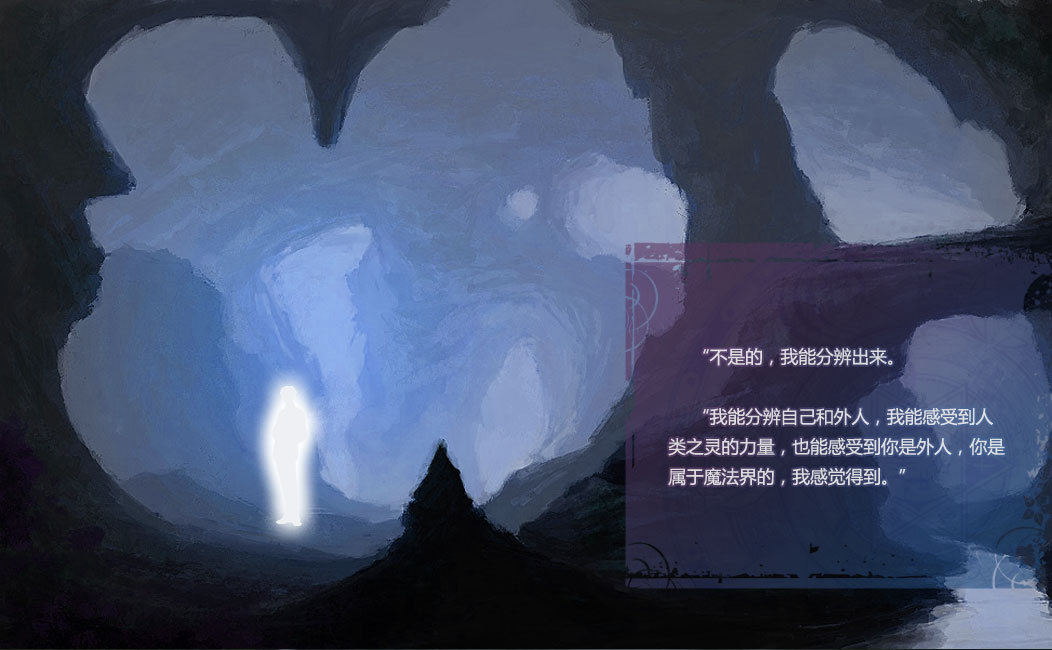 “不是的，我能分辨出来。
“我能分辨自己和外人，我能感受到人
类之灵的力量，也能感受到你是外人，你是
属于魔法界的，我感觉得到。”